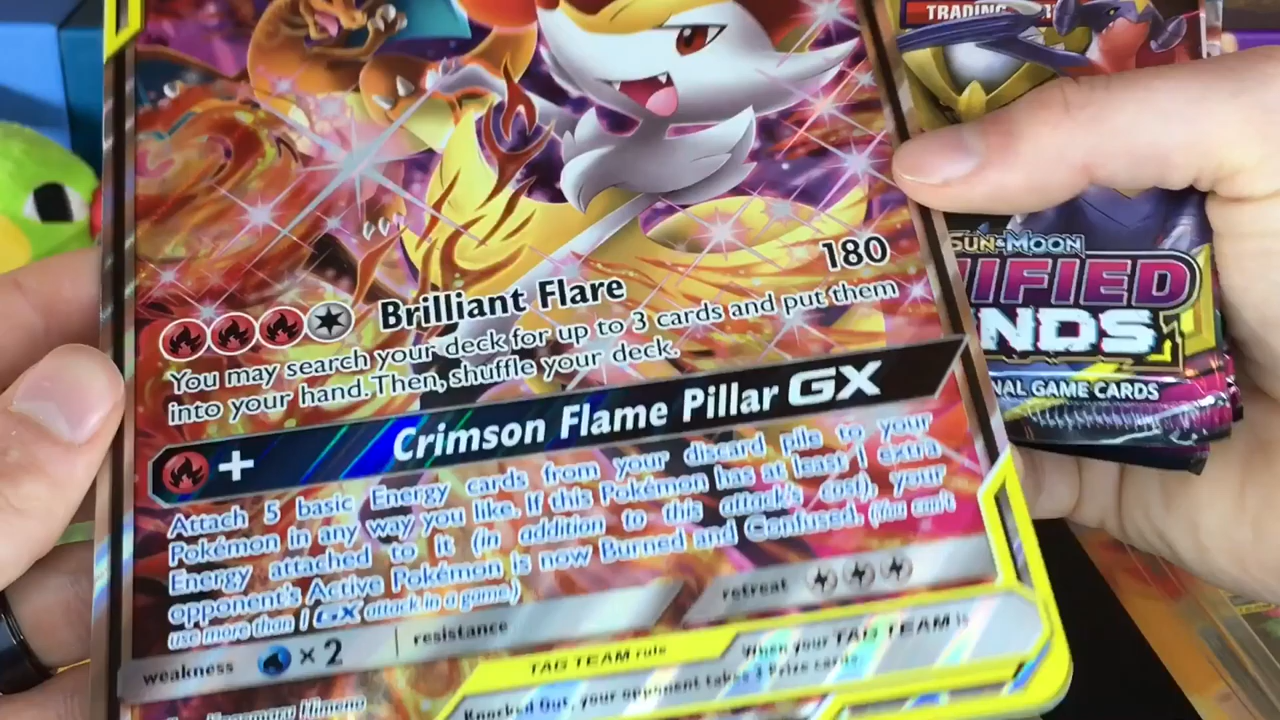 TRADING
180
Brilliant Flare
You may search your deck for up to 3 cards and put them
into your hand. Then, shuffle your deck.
Crimson Flame Pillar GX
+
Attach 5 basic Energy cards from your discard pile to your
Pokémon in any way you like. If this Pokémon has at least 1 extra
Energy attached to it (in addition to this attack's cost), your
opponent's Active Pokémon is now Burned and Confused. (You can't
use more than 1 GX attack in a game.)
weakness ×2 resistance
retreat
TAG TEAM rule
When your TAG TEAM is
Knocked Out, your opponent takes 3 Prize cards.
Himeno
SUN & MOON
IFIED
NDS
NAL GAME CARDS